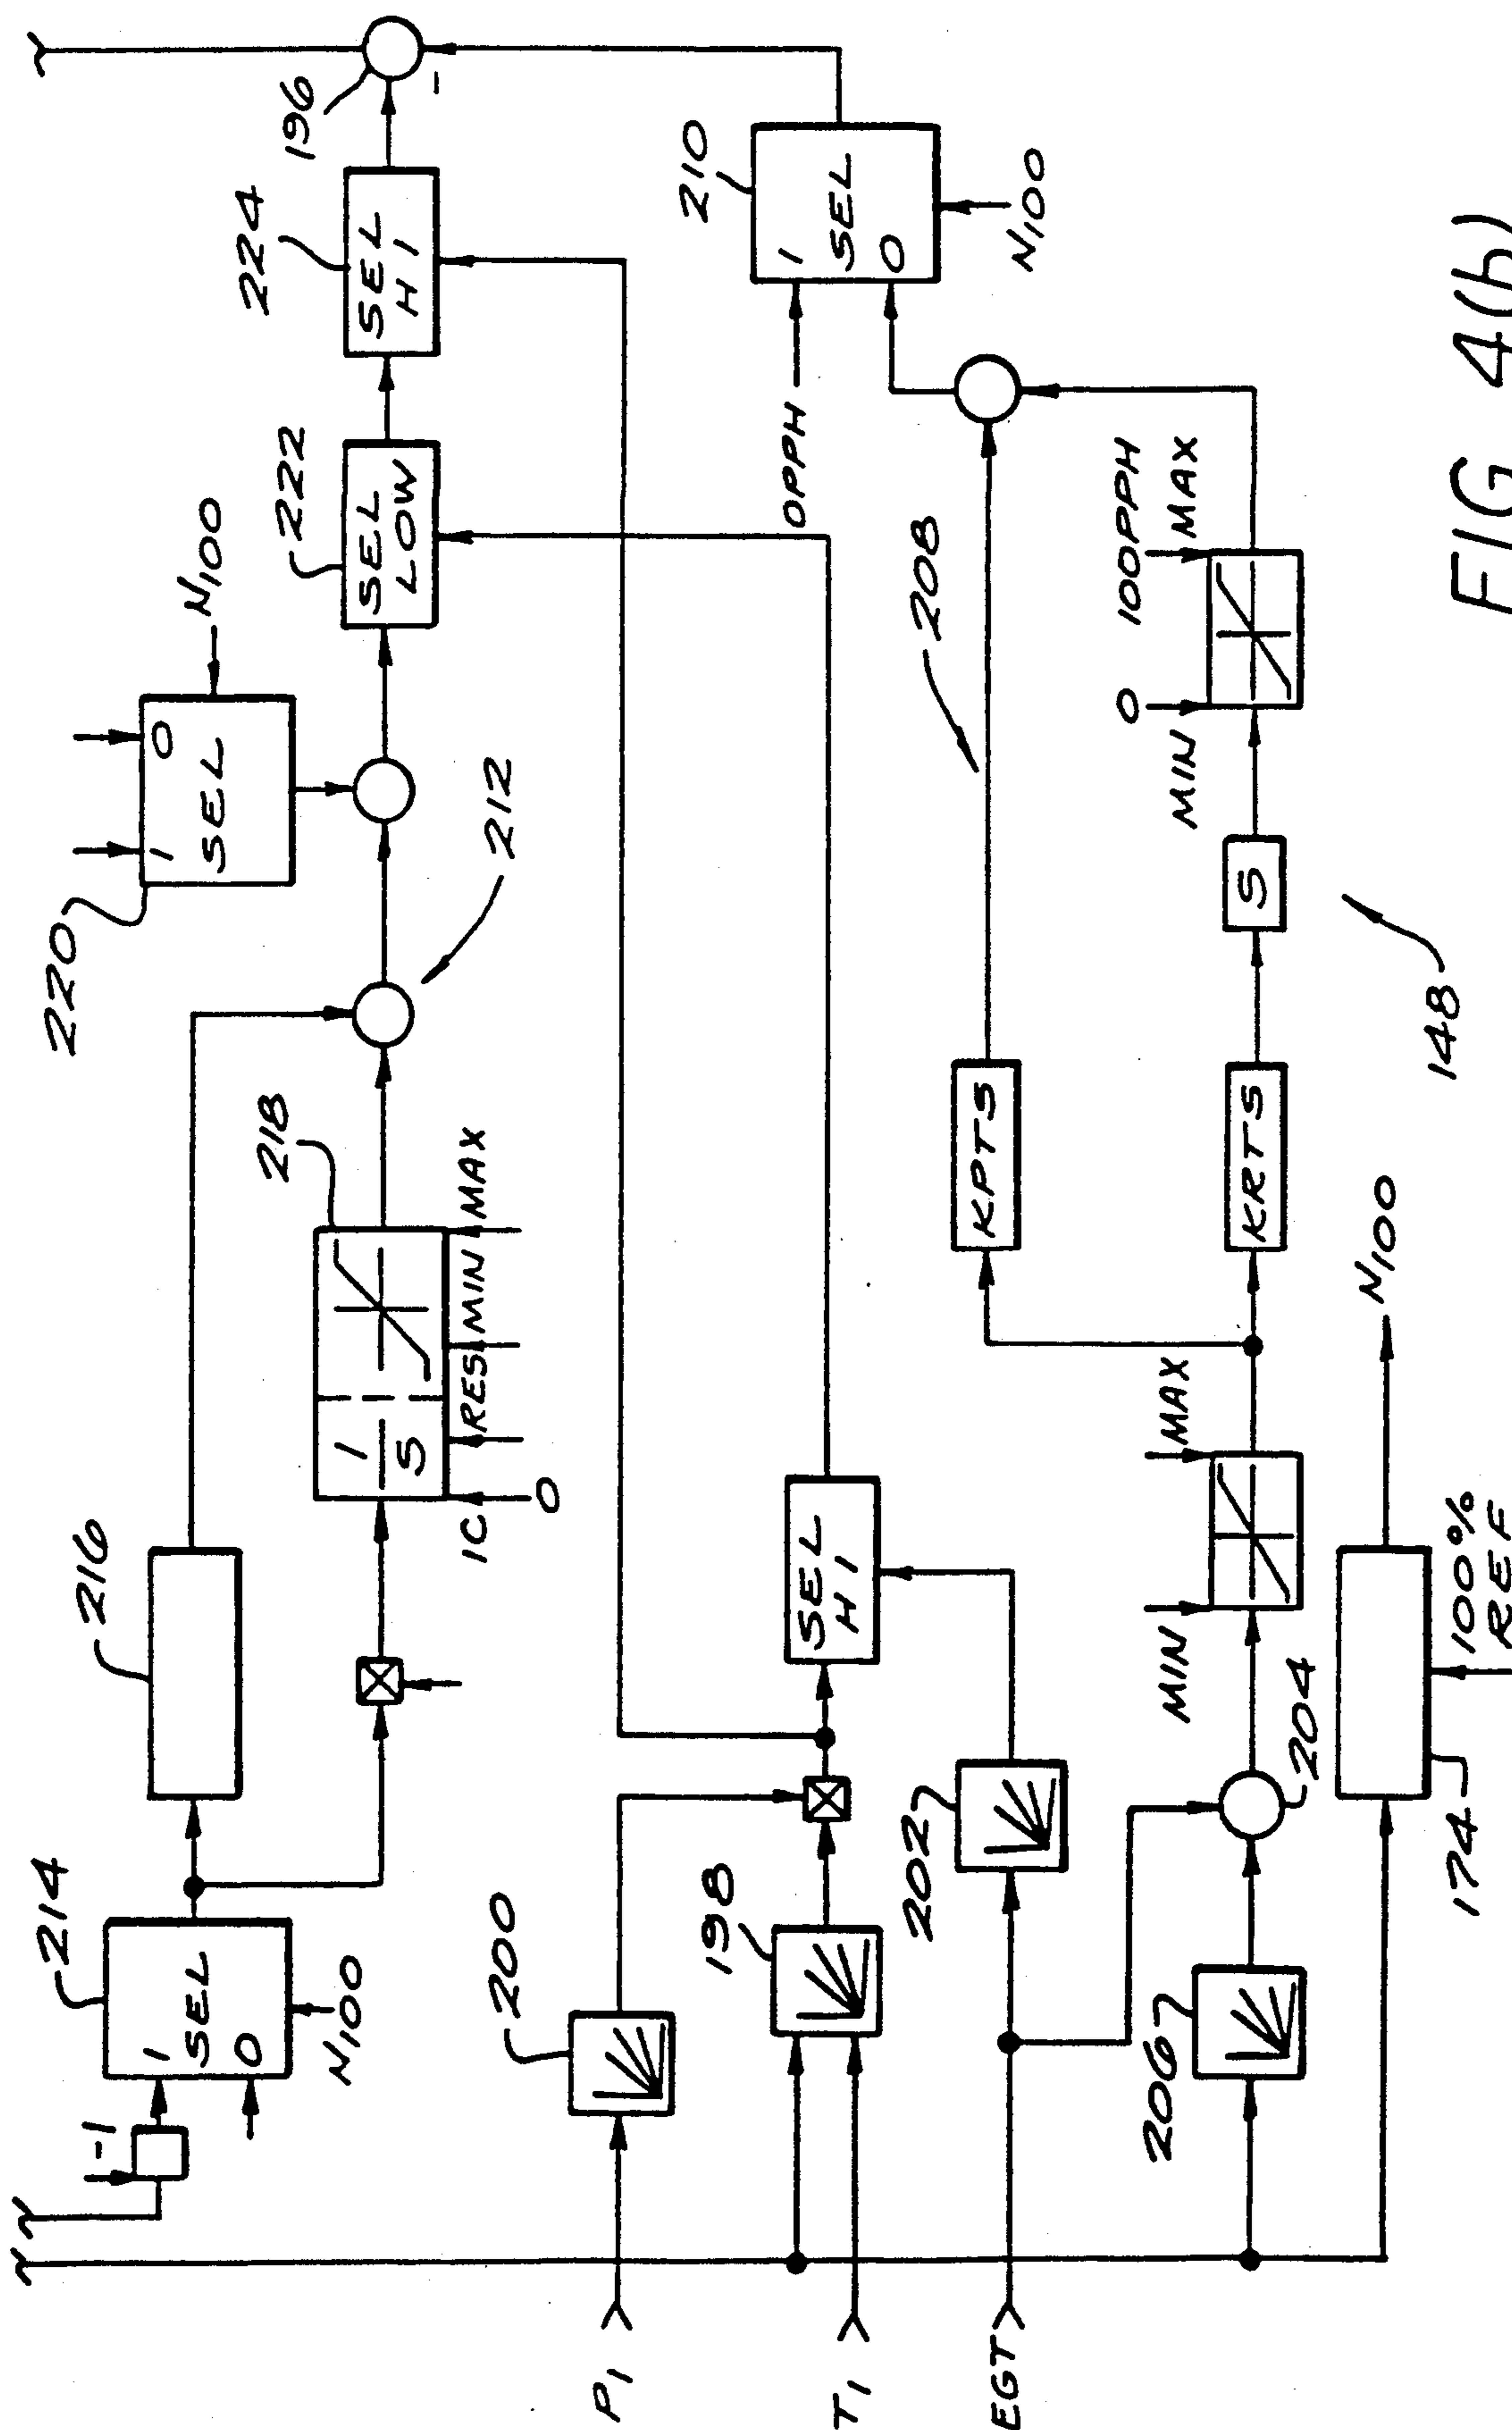 220
1
SEL
0
N100
214
-1
1
SEL
0
N100
216
218
1
S
IC
0
RES
MIN
MAX
212
222
SEL
LOW
224
SEL
HI
196
-
P1
200
T1
198
SEL
HI
EGT
202
206
204
MIN
MAX
KPTS
KRTS
208
S
MIN
0
100PPH
MAX
0PPH
1
SEL
0
210
N100
174
100%
REF
N100
148
FIG 4(b)